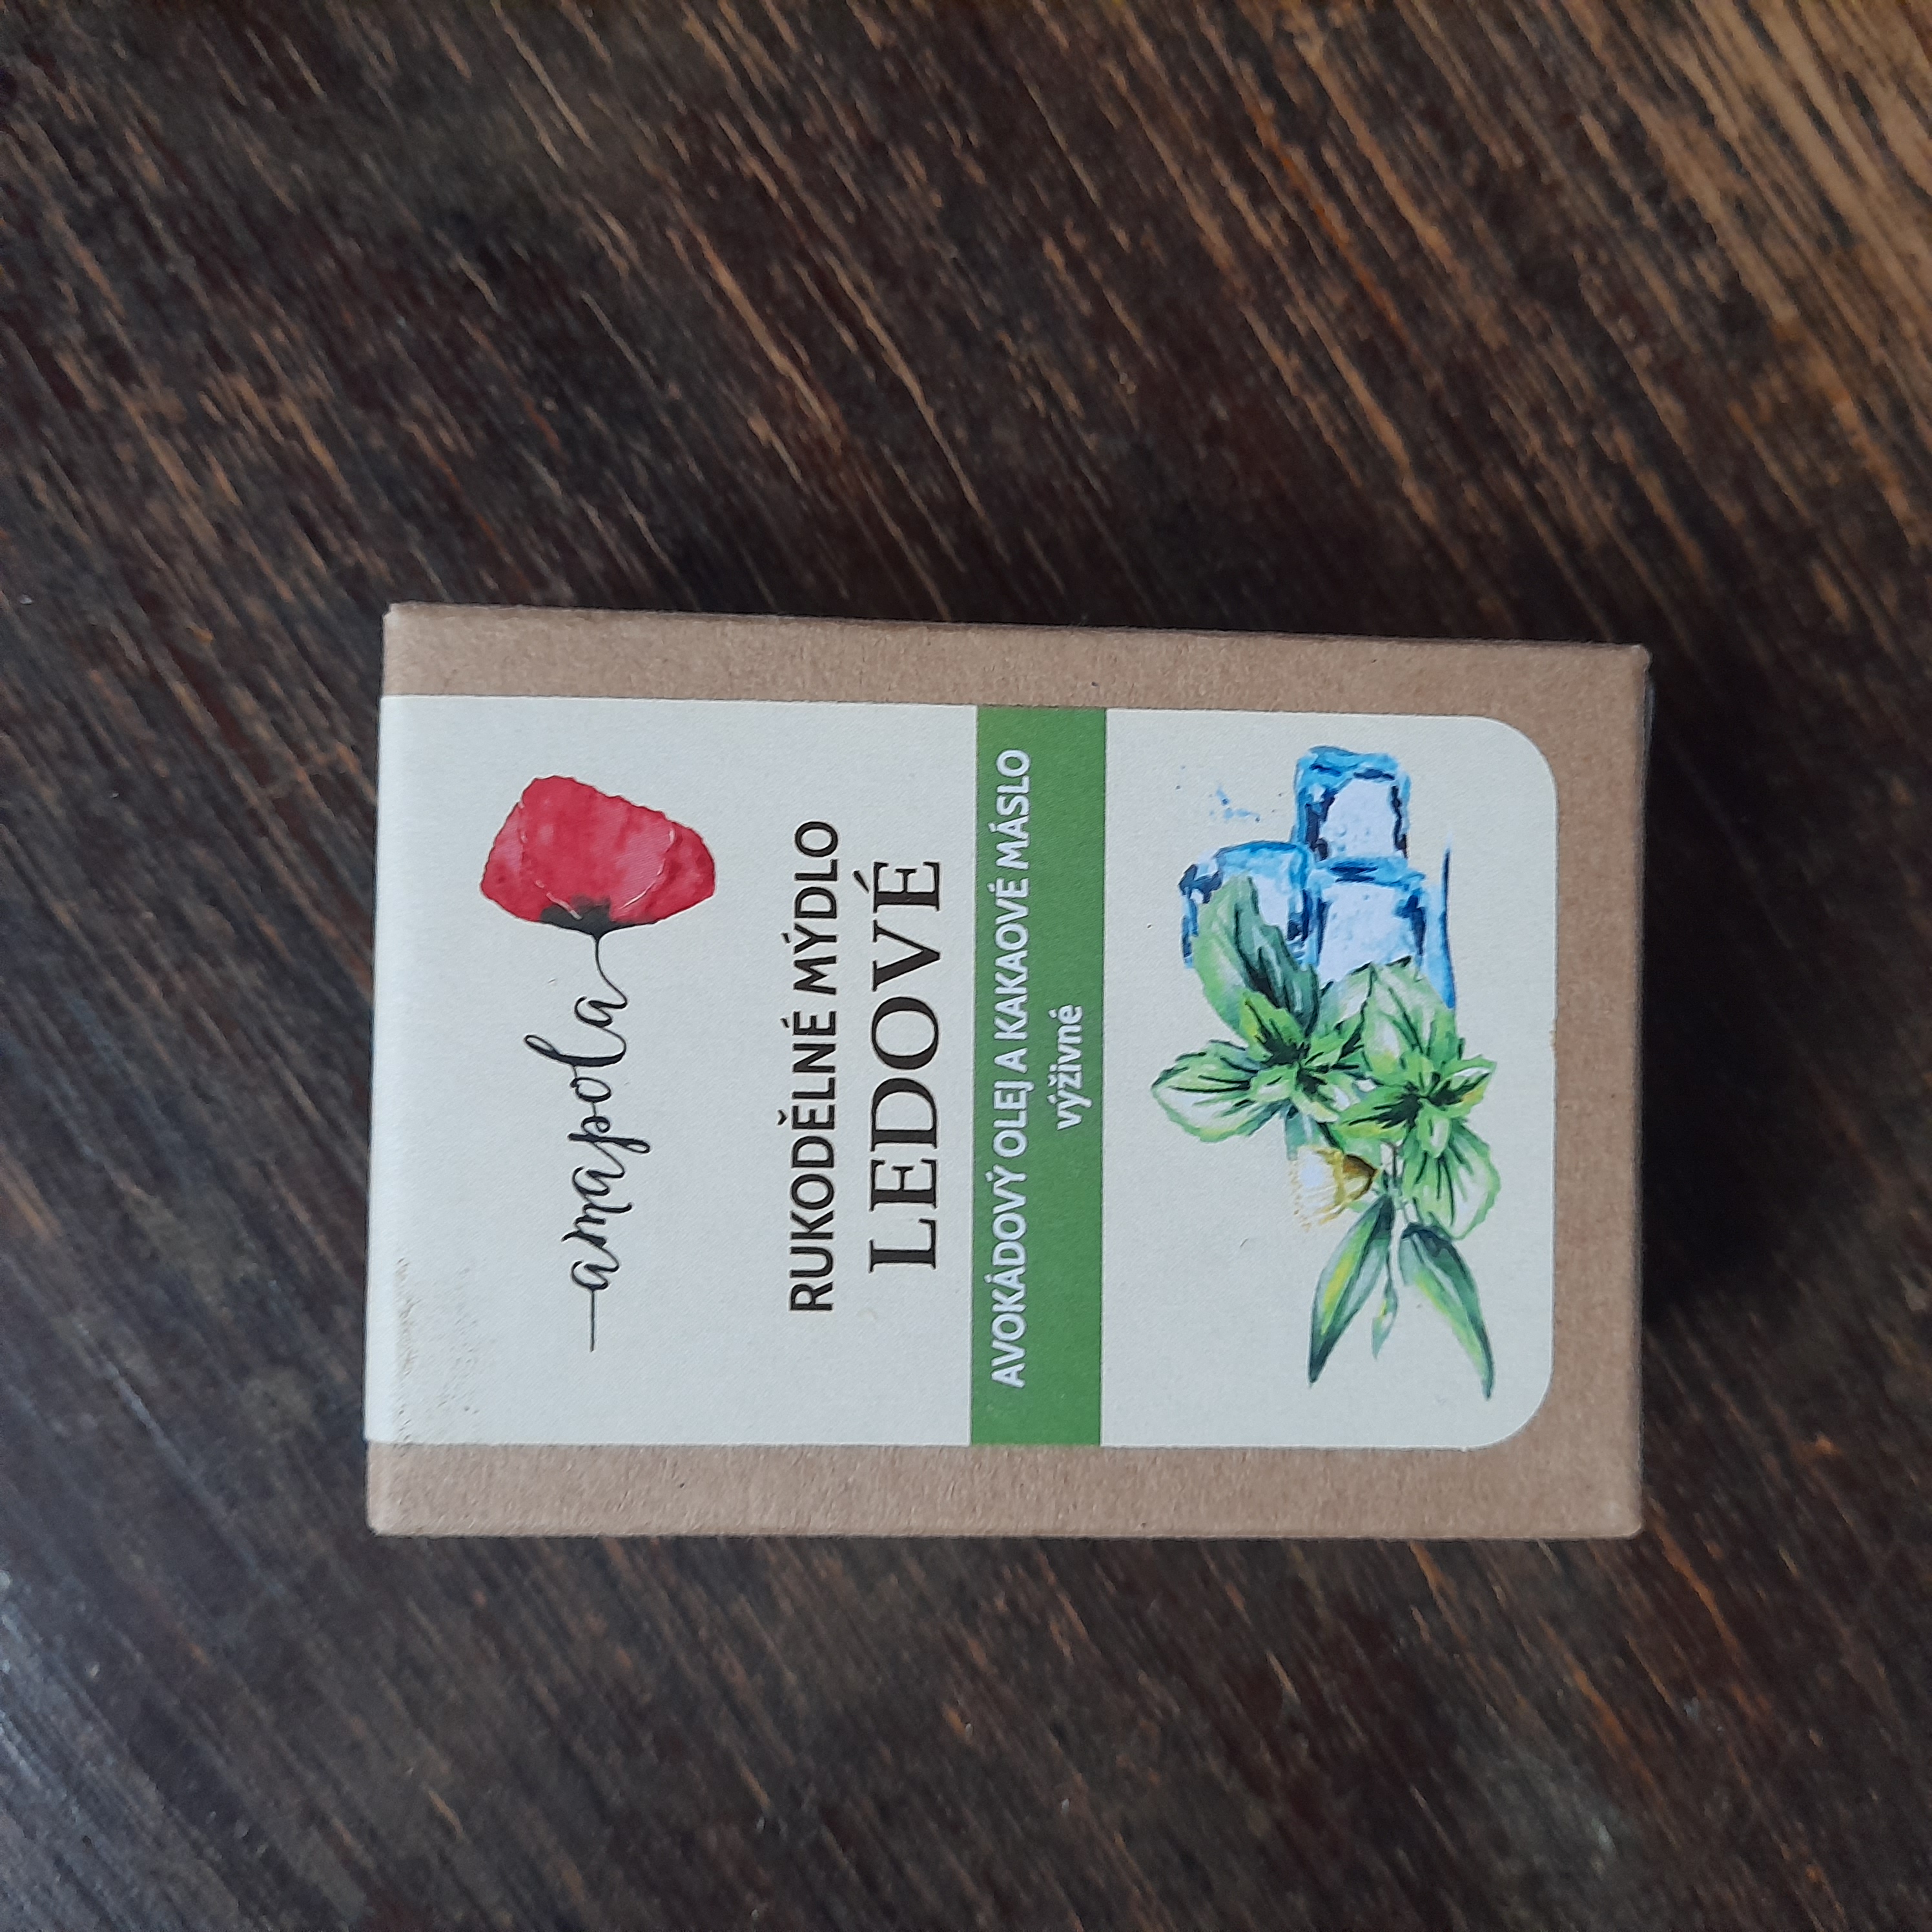 amapola
RUKODĚLNÉ MÝDLO
LEDOVÉ
AVOKÁDOVÝ OLEJ A KAKAOVÉ MÁSLO
výživné